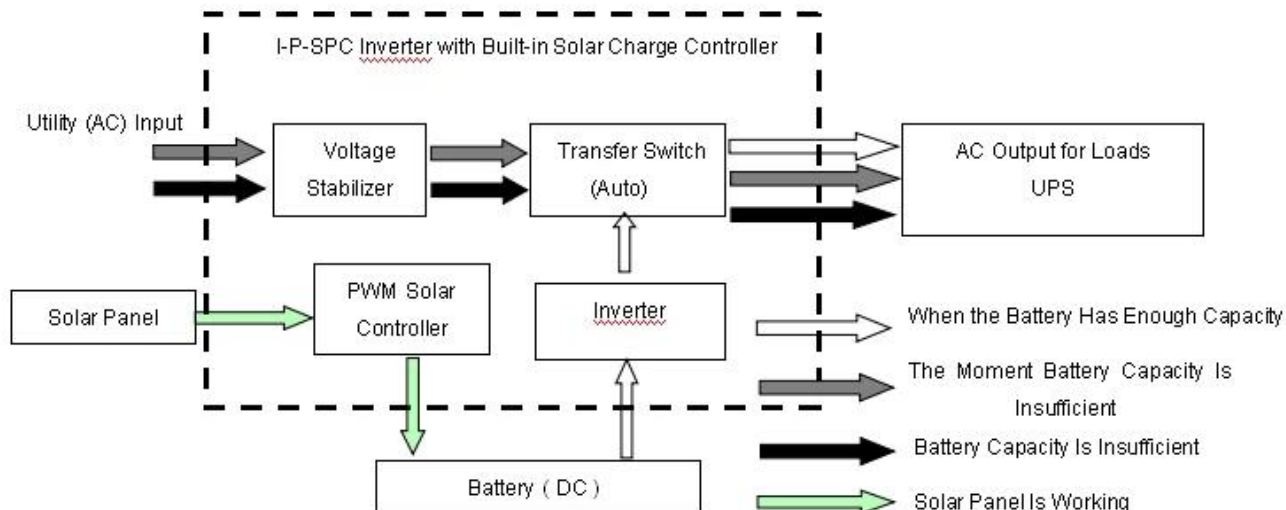 I-P-SPC Inverter with Built-in Solar Charge Controller
Utility (AC) Input
Voltage
Stabilizer
Transfer Switch
(Auto)
AC Output for Loads
UPS
Solar Panel
PWM Solar
Controller
Inverter
Battery ( DC )
When the Battery Has Enough Capacity
The Moment Battery Capacity Is
Insufficient
Battery Capacity Is Insufficient
Solar Panel Is Working